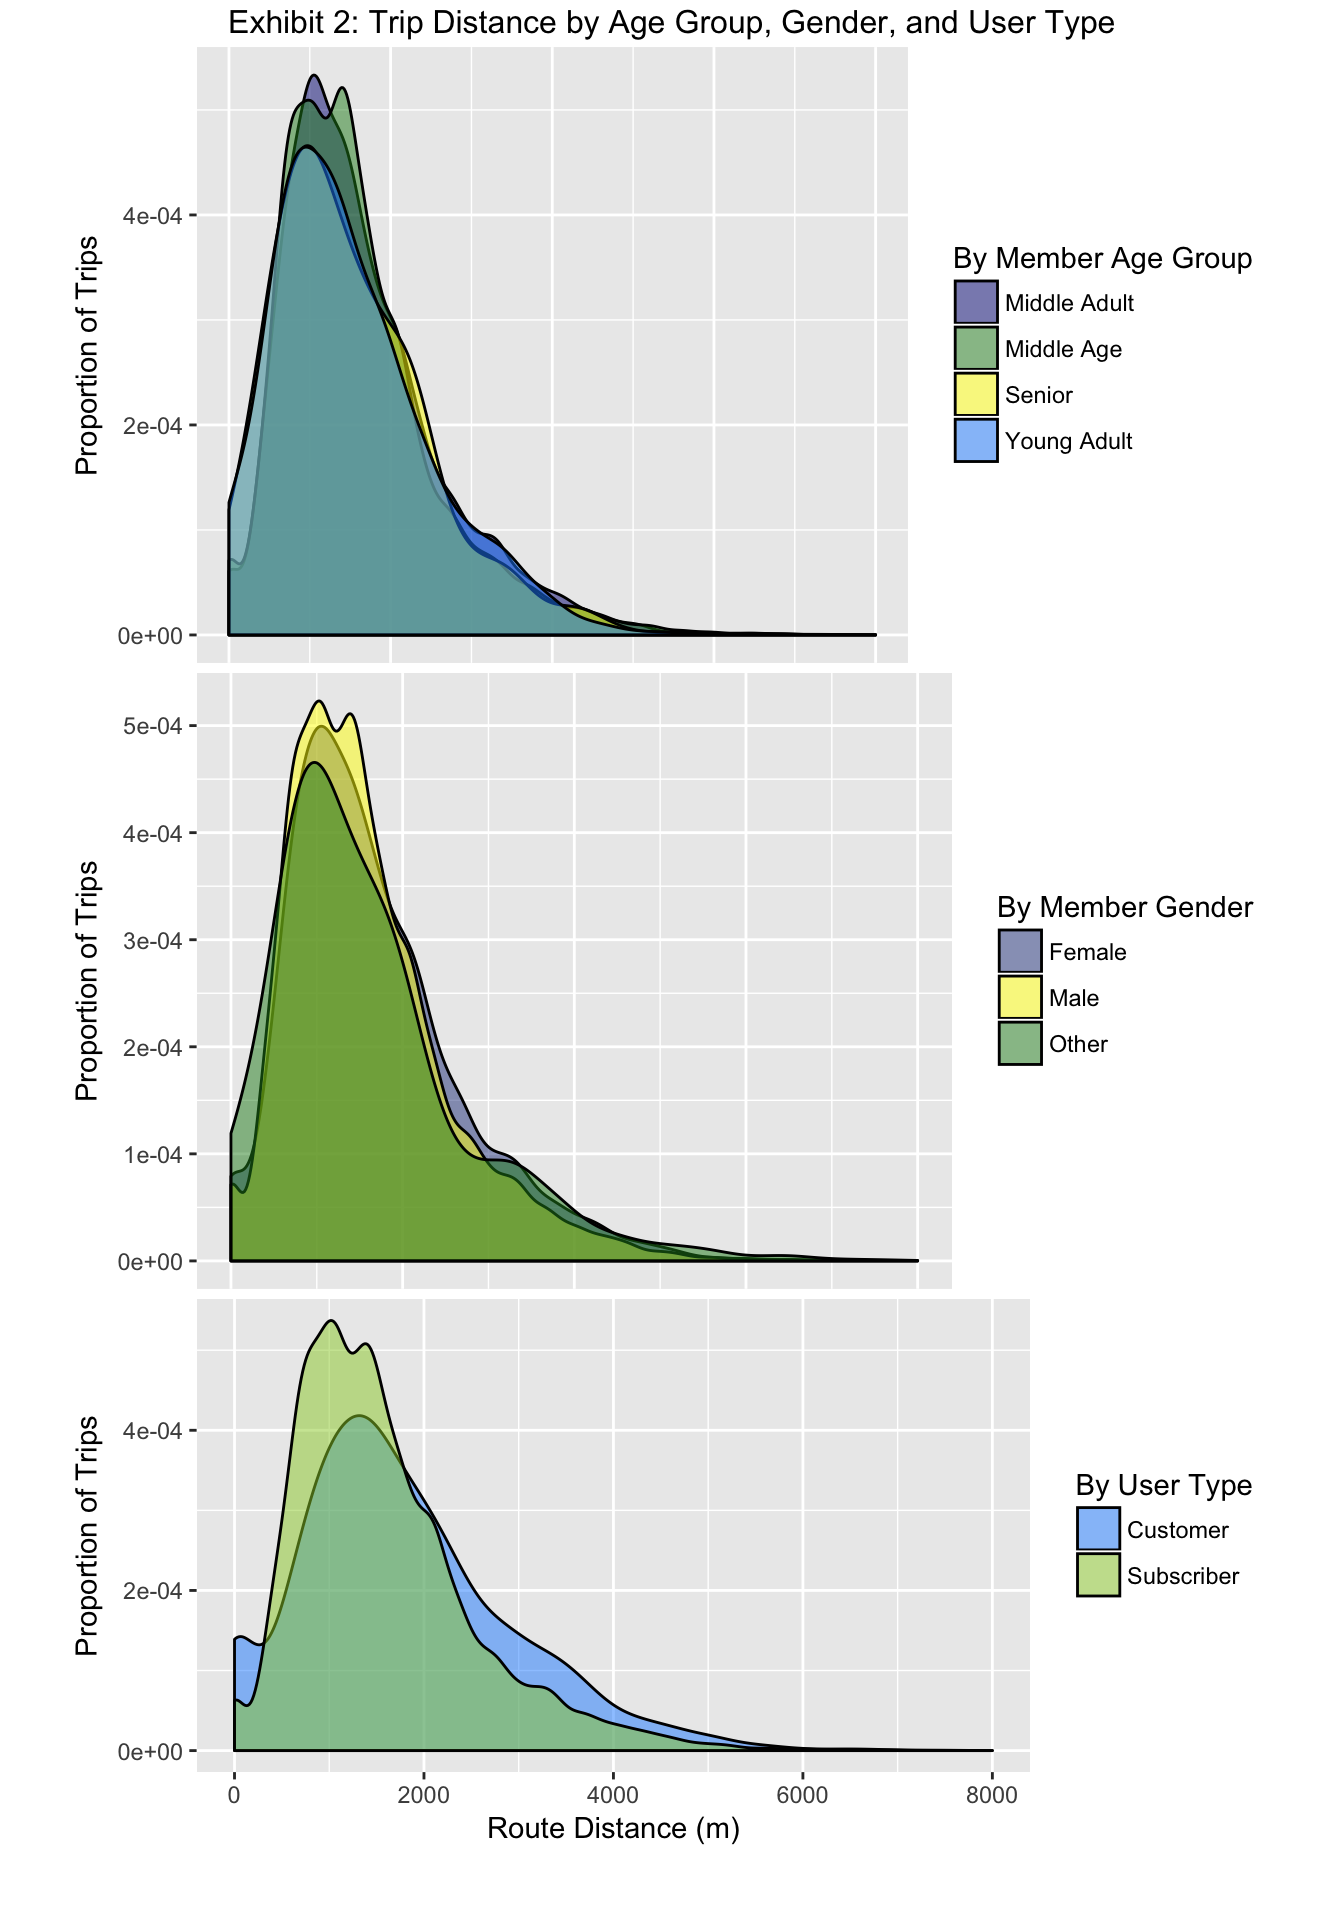 Exhibit 2: Trip Distance by Age Group, Gender, and User Type
Proportion of Trips
4e-04
2e-04
0e+00
By Member Age Group
Middle Adult
Middle Age
Senior
Young Adult
Proportion of Trips
5e-04
4e-04
3e-04
2e-04
1e-04
0e+00
By Member Gender
Female
Male
Other
Proportion of Trips
4e-04
2e-04
0e+00
By User Type
Customer
Subscriber
0 2000 4000 6000 8000
Route Distance (m)